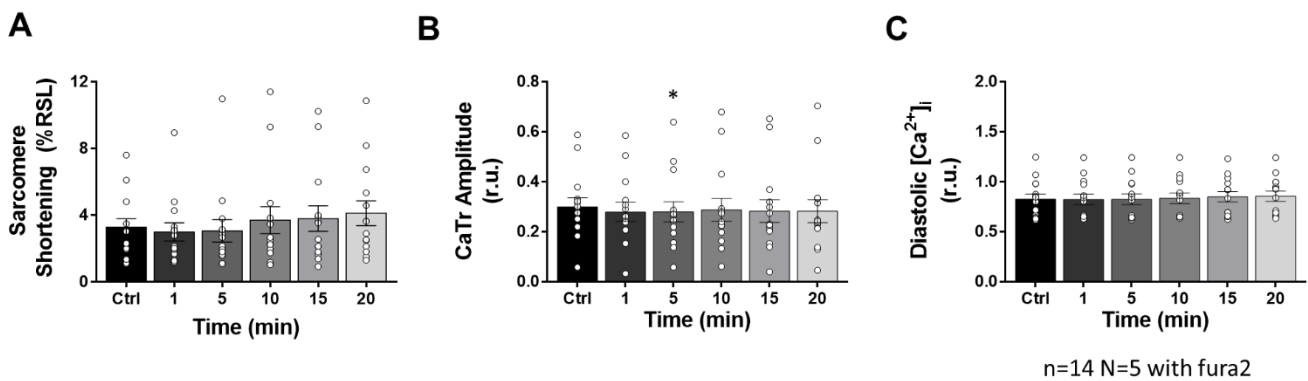 A
Sarcomere
Shortening (%RSL)
12
8
4
0
Ctrl 1 5 10 15 20
Time (min)
B
CaTr Amplitude
(r.u.)
0.8
0.6
0.4
0.2
0.0
*
Ctrl 1 5 10 15 20
Time (min)
C
Diastolic [Ca²⁺]i
(r.u.)
2.0
1.5
1.0
0.5
0.0
Ctrl 1 5 10 15 20
Time (min)
n=14 N=5 with fura2